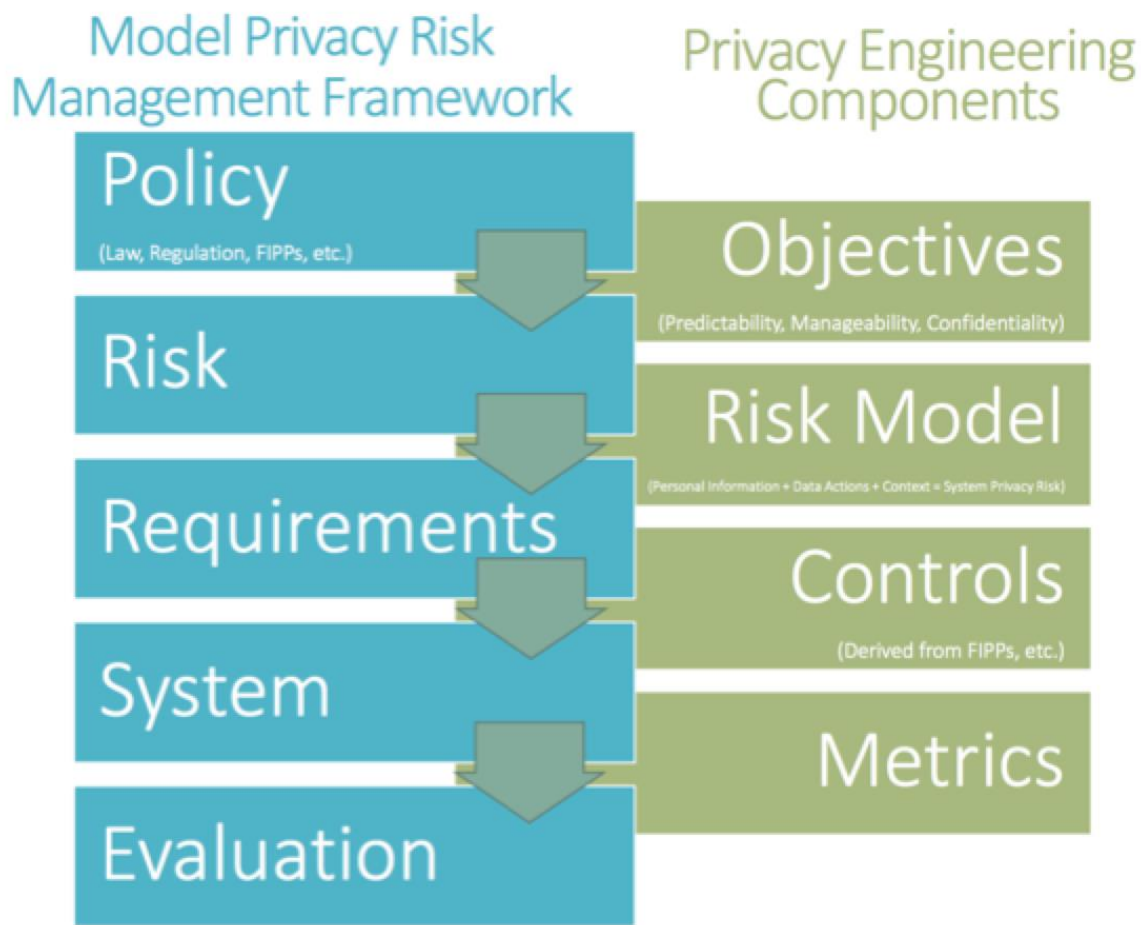 Model Privacy Risk
Management Framework
Privacy Engineering
Components
Policy
(Law, Regulation, FIPPs, etc.)
Objectives
(Predictability, Manageability, Confidentiality)
Risk
Risk Model
(Personal Information + Data Actions + Context = System Privacy Risk)
Requirements
Controls
(Derived from FIPPs, etc.)
System
Metrics
Evaluation